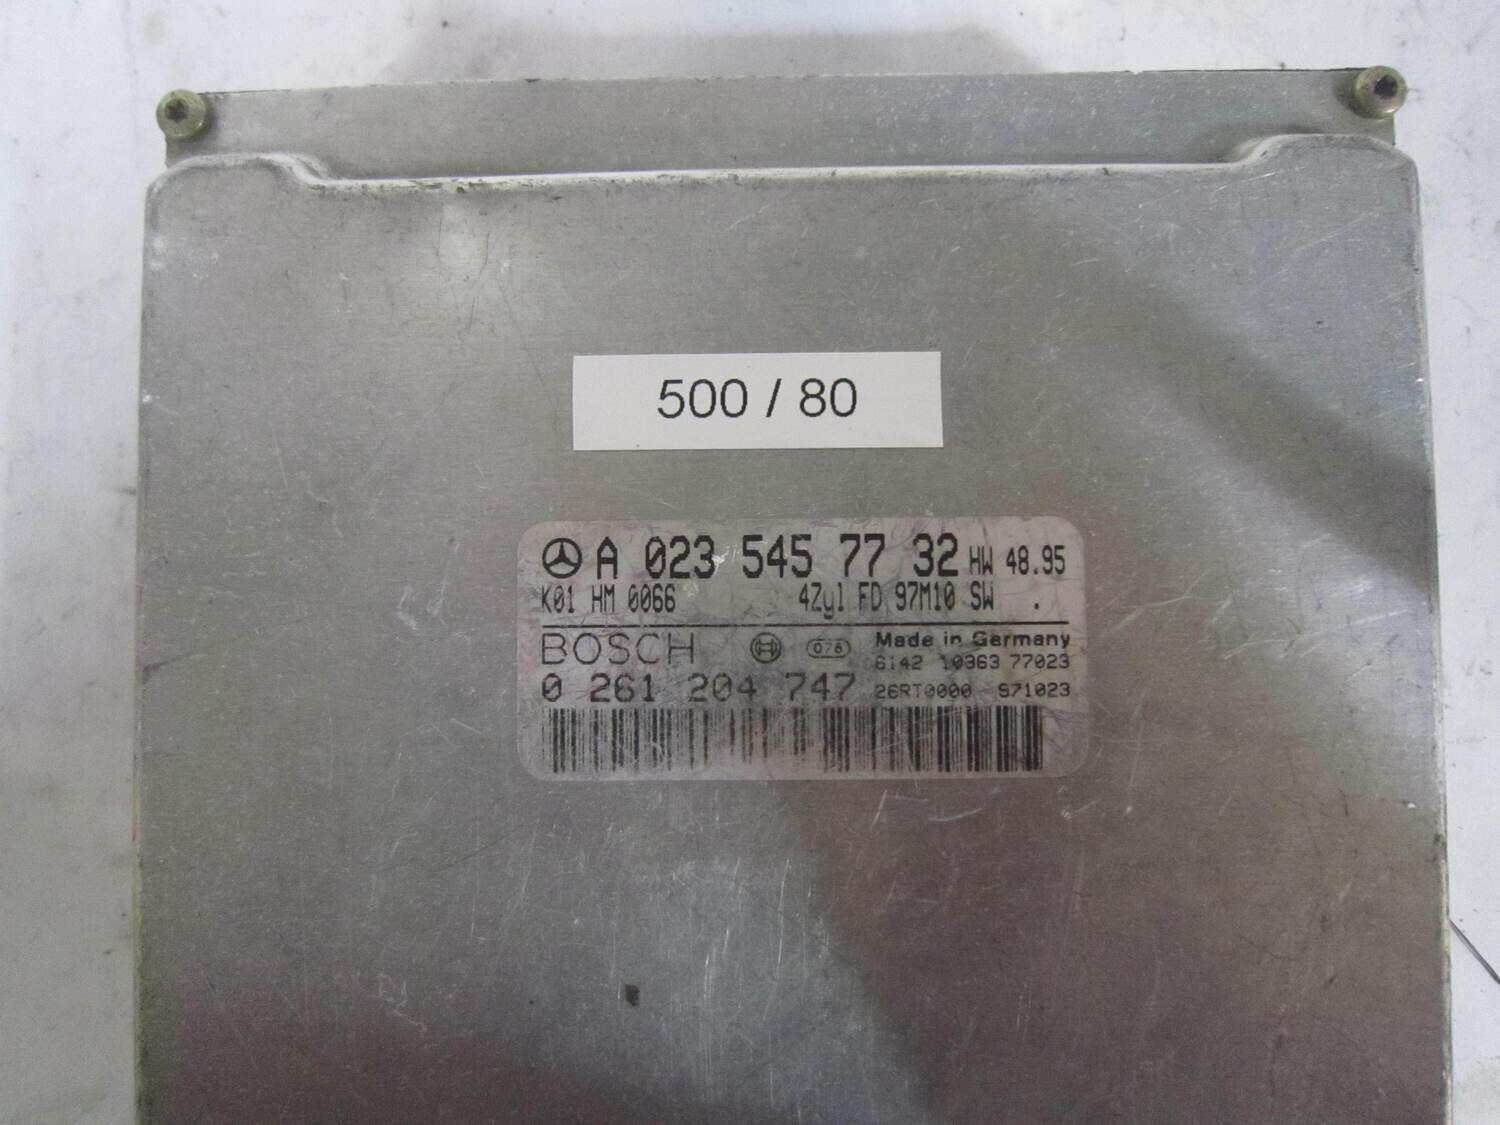 500 / 80
A 023 545 77 32 HW 48.95
K01 HM 0066 4Zyl FD 97M10 SW .
BOSCH Made in Germany
6142 10363 77023
0 261 204 747 26RT0000 971023